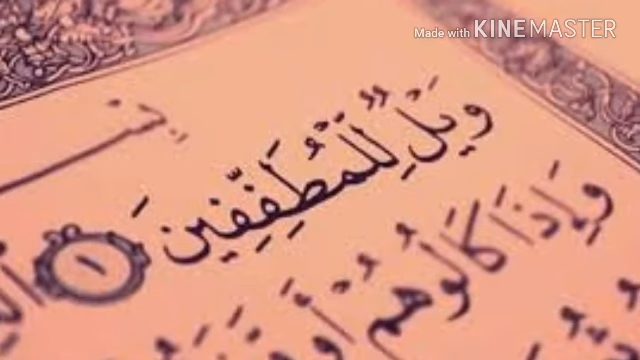 Made with KINEMASTER
وَيْلٌ لِّلْمُطَفِّفِينَ ١
وَإِذَا كَالُوهُمْ أَو